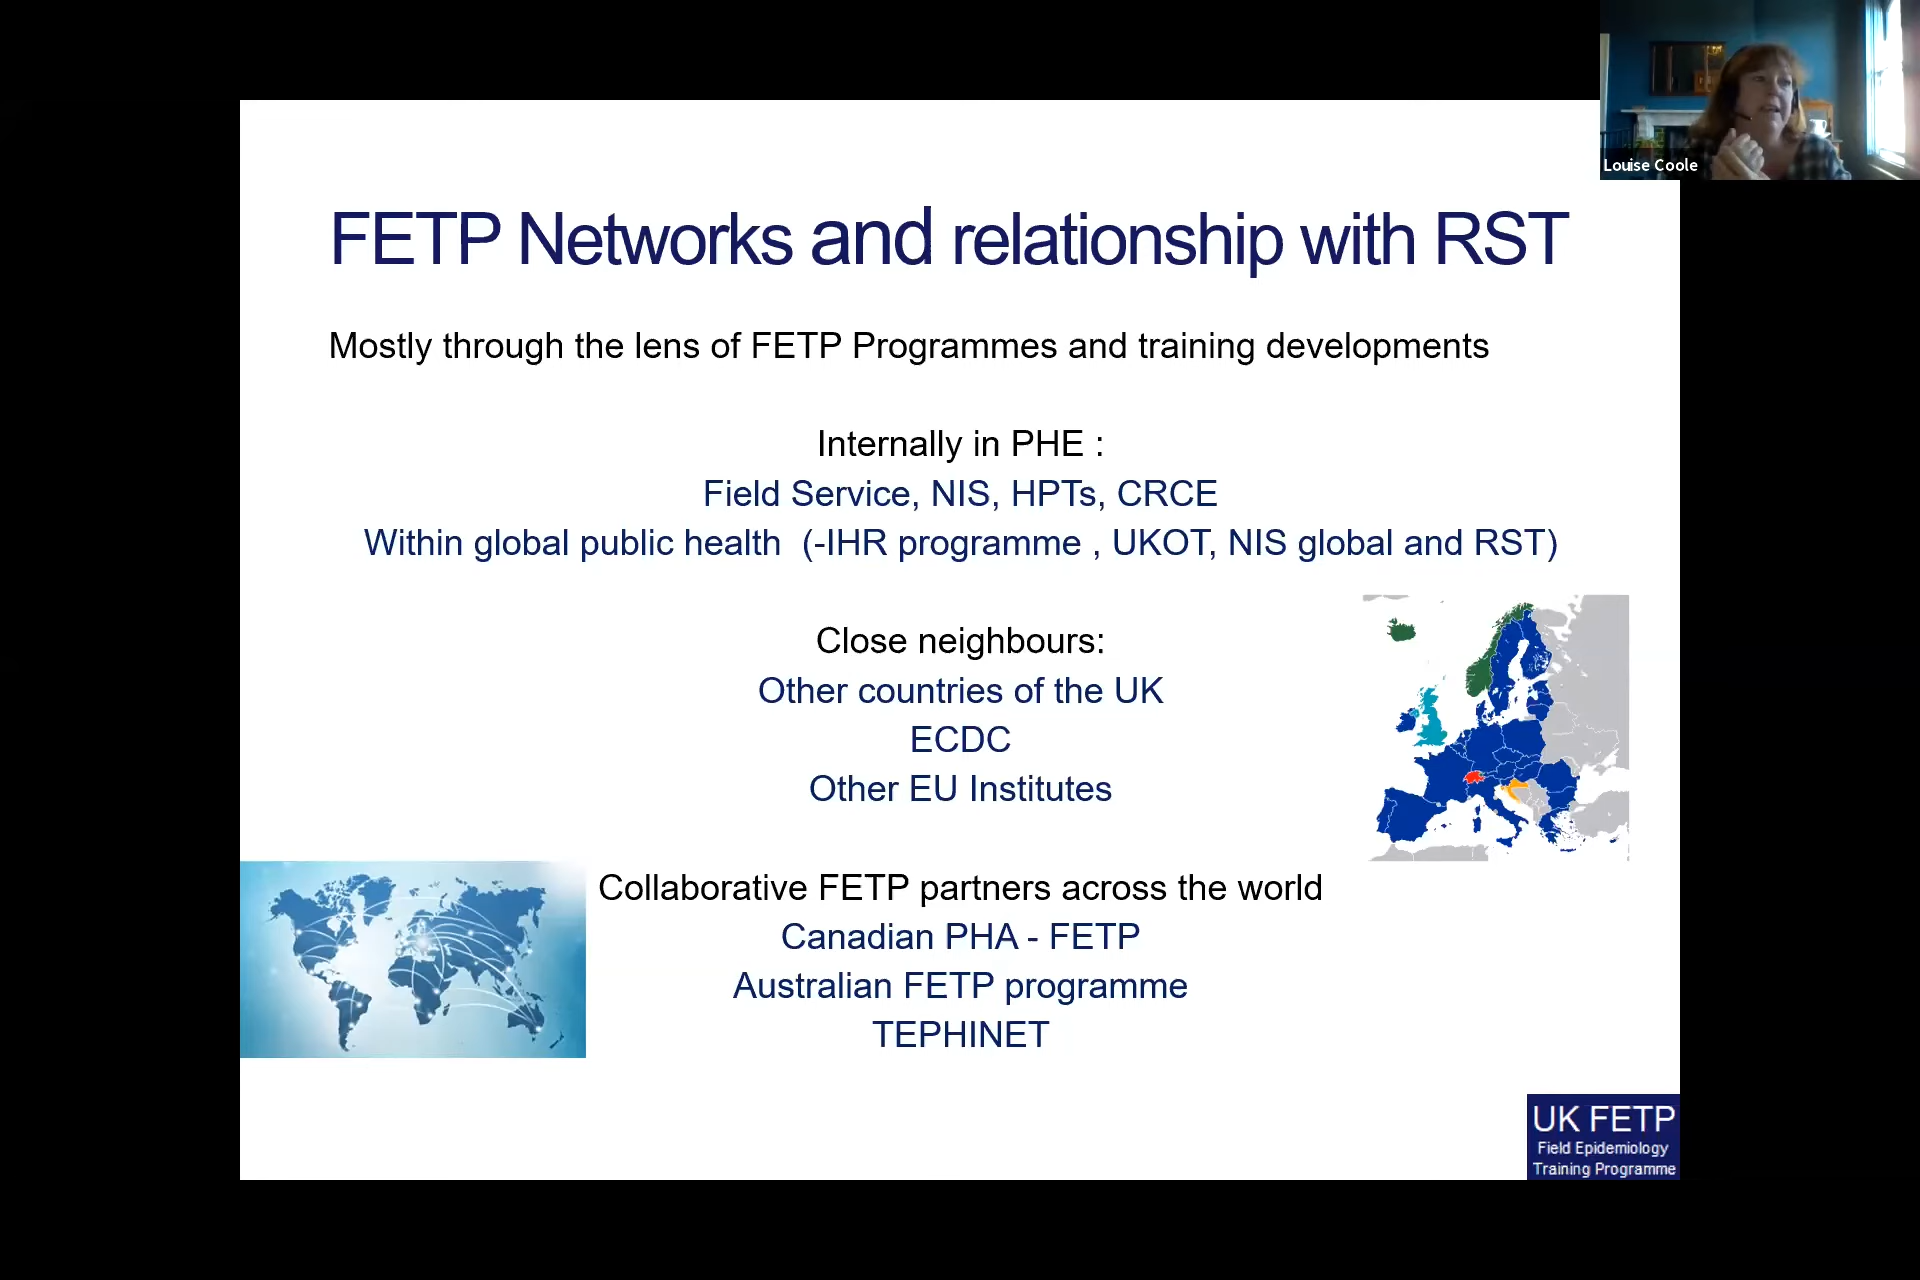 Louise Coole
FETP Networks and relationship with RST
Mostly through the lens of FETP Programmes and training developments
Internally in PHE :
Field Service, NIS, HPTs, CRCE
Within global public health (-IHR programme , UKOT, NIS global and RST)
Close neighbours:
Other countries of the UK
ECDC
Other EU Institutes
Collaborative FETP partners across the world
Canadian PHA - FETP
Australian FETP programme
TEPHINET
UK FETP
Field Epidemiology
Training Programme